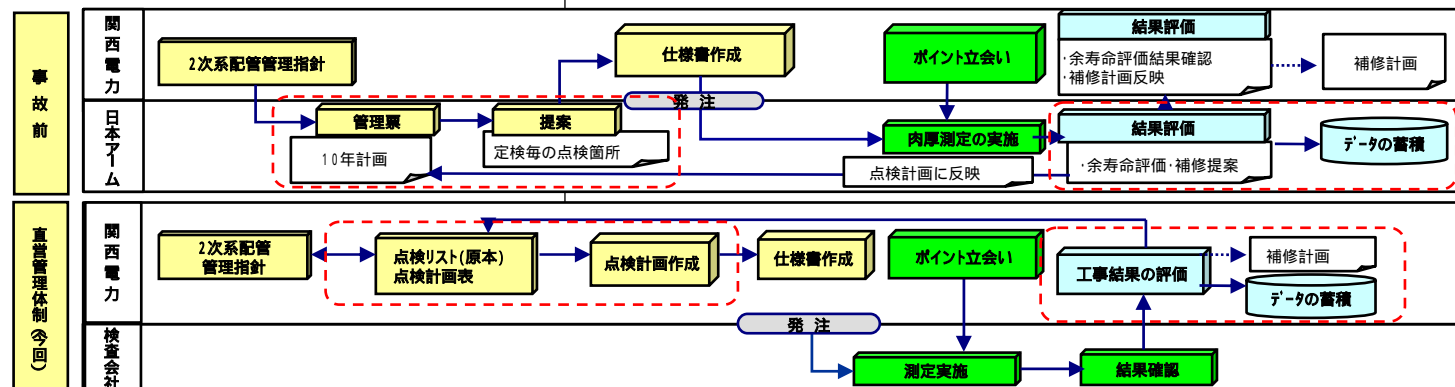 事故前
関西電力
2次系配管管理指針
仕様書作成
ポイント立会い
結果評価
・余寿命評価結果確認
・補修計画反映
補修計画
発 注
日本アーム
管理票
10年計画
提案
定検毎の点検箇所
肉厚測定の実施
結果評価
・余寿命評価・補修提案
データの蓄積
点検計画に反映
直営管理体制(今回)
関西電力
2次系配管
管理指針
点検リスト(原本)
点検計画表
点検計画作成
仕様書作成
ポイント立会い
工事結果の評価
補修計画
データの蓄積
発 注
検査会社
測定実施
結果確認